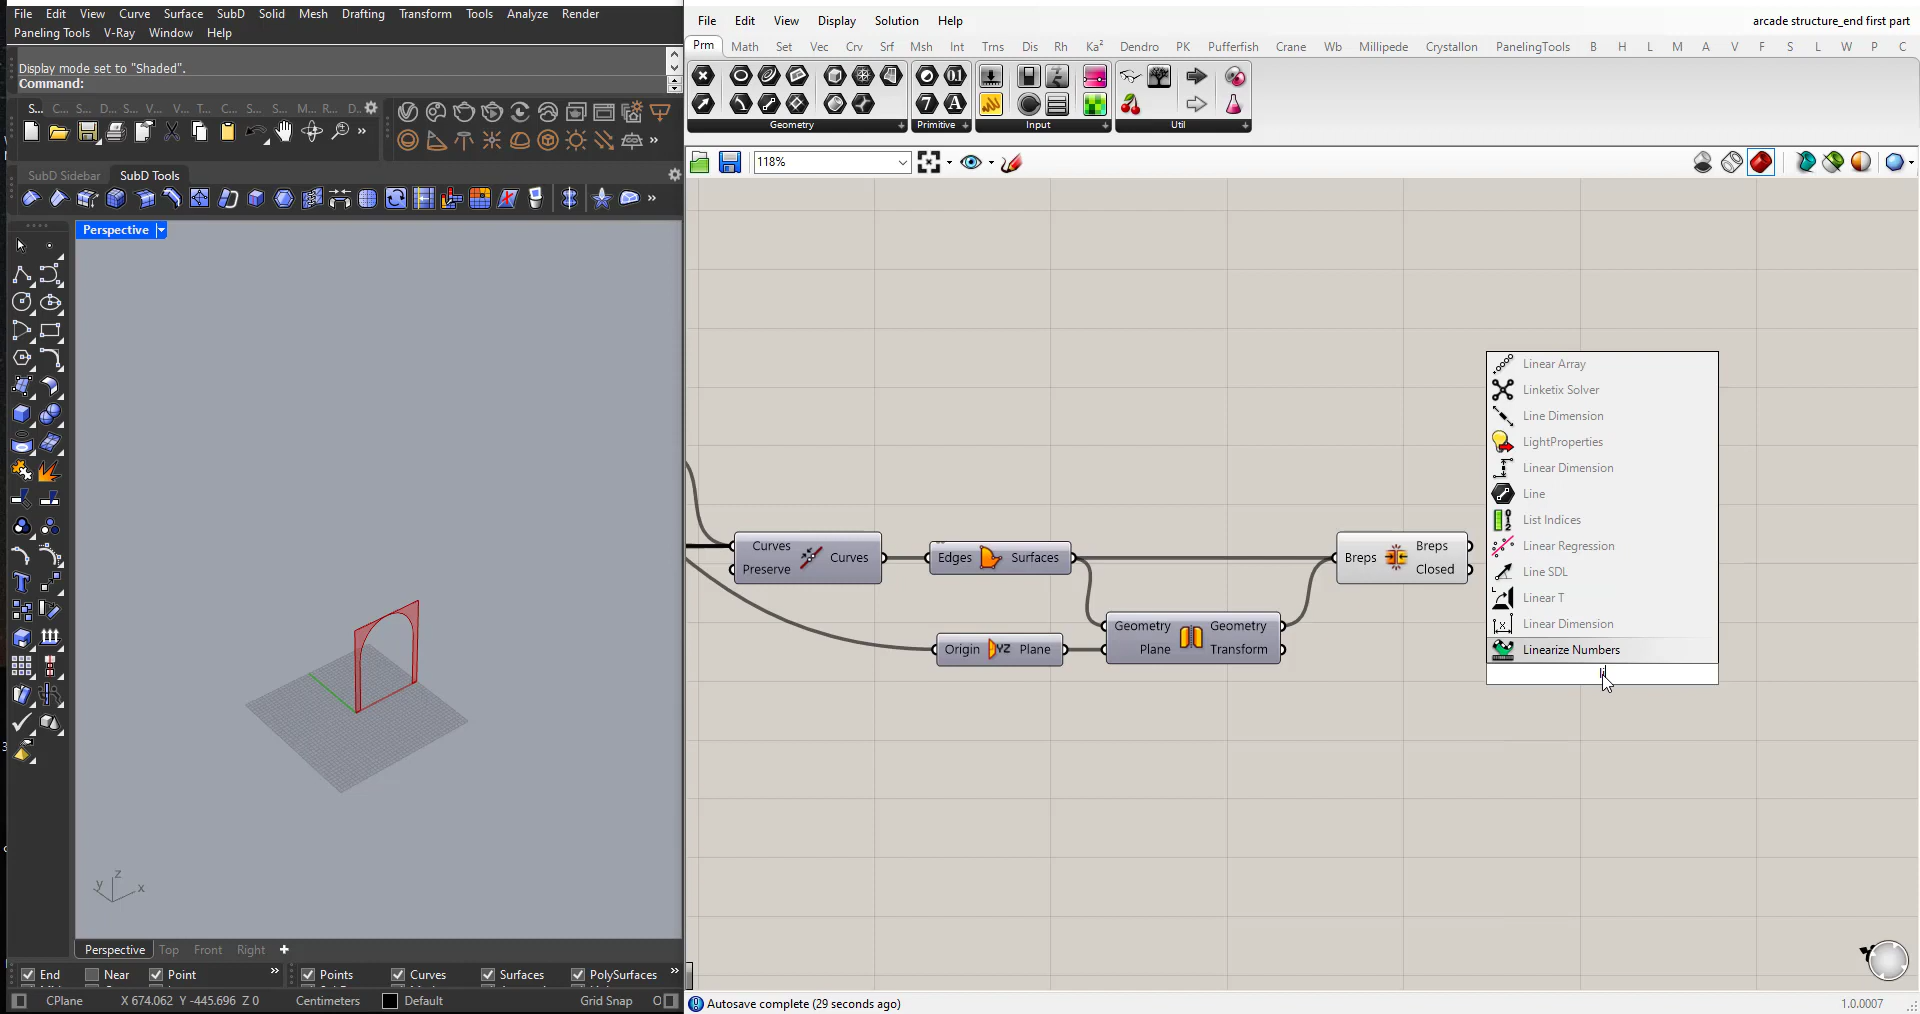 File Edit View Curve Surface SubD Solid Mesh Drafting Transform Tools Analyze Render
Paneling Tools V-Ray Window Help
Display mode set to "Shaded".
Command:
S... C... S... D... S... V... V... T... C... S... S... M... R... D...
SubD Sidebar SubD Tools
Perspective
z
y x
Perspective Top Front Right
End Near Point Points Curves Surfaces PolySurfaces
CPlane X 674.062 Y -445.696 Z 0 Centimeters Default Grid Snap O
File Edit View Display Solution Help
arcade structure_end first part
Prm Math Set Vec Crv Srf Msh Int Trns Dis Rh Ka² Dendro PK Pufferfish Crane Wb Millipede Crystallon PanelingTools B H L M A V F S L W P C
Geometry Primitive Input Util
118%
Curves
Preserve
Curves
Edges Surfaces
Origin YZ Plane
Geometry
Plane
Geometry
Transform
Breps
Breps
Closed
Linear Array
Linketix Solver
Line Dimension
LightProperties
Linear Dimension
Line
List Indices
Linear Regression
Line SDL
Linear T
Linear Dimension
Linearize Numbers
li
Autosave complete (29 seconds ago)
1.0.0007